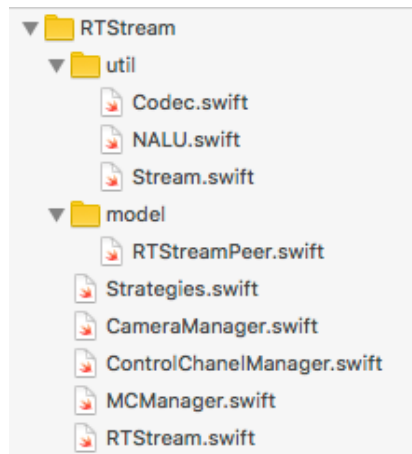 RTStream
util
Codec.swift
NALU.swift
Stream.swift
model
RTStreamPeer.swift
Strategies.swift
CameraManager.swift
ControlChanelManager.swift
MCManager.swift
RTStream.swift